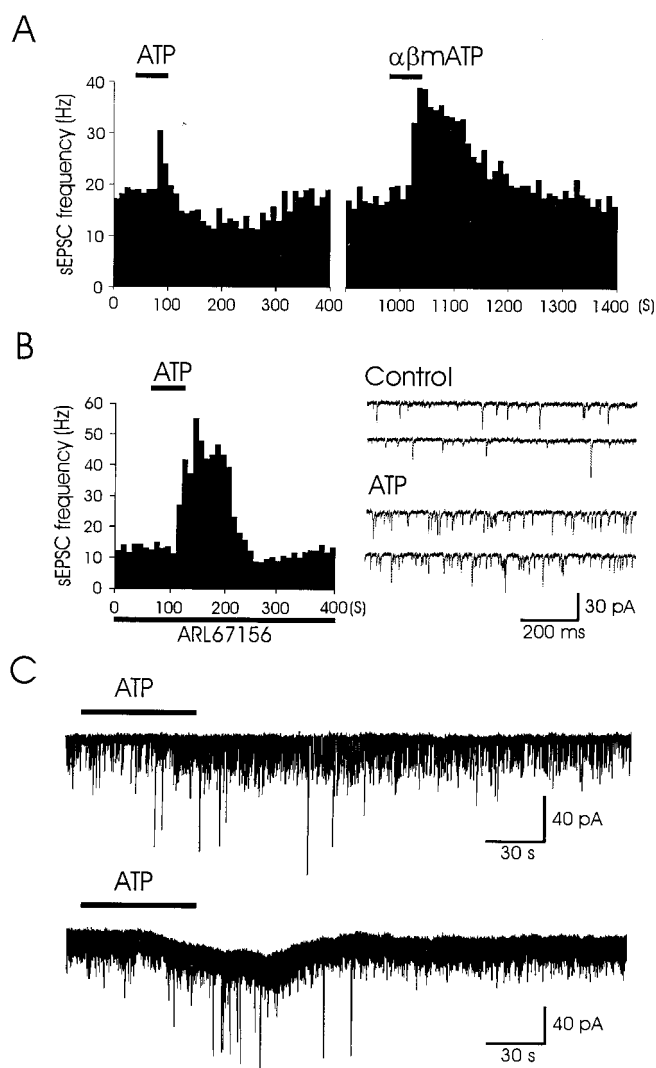 A
ATP
αβmATP
sEPSC frequency (Hz)
40
30
20
10
0
0 100 200 300 400
1000 1100 1200 1300 1400 (S)
B
ATP
Control
sEPSC frequency (Hz)
60
50
40
30
20
10
0
0 100 200 300 400 (S)
ARL67156
ATP
30 pA
200 ms
C
ATP
40 pA
30 s
ATP
40 pA
30 s